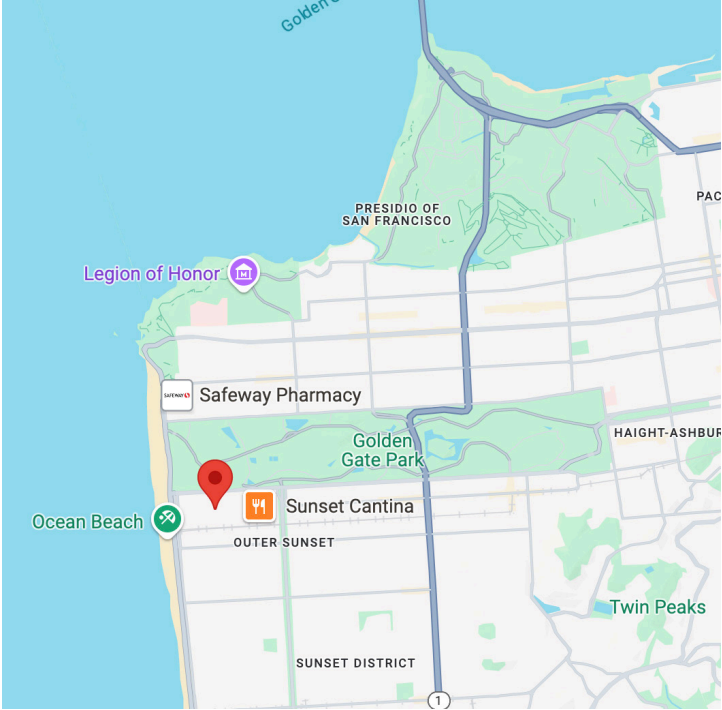 Golden
PRESIDIO OF
SAN FRANCISCO
PAC
Legion of Honor
SAFEWAY
Safeway Pharmacy
Golden
Gate Park
HAIGHT-ASHBUR
Sunset Cantina
Ocean Beach
OUTER SUNSET
Twin Peaks
SUNSET DISTRICT
1